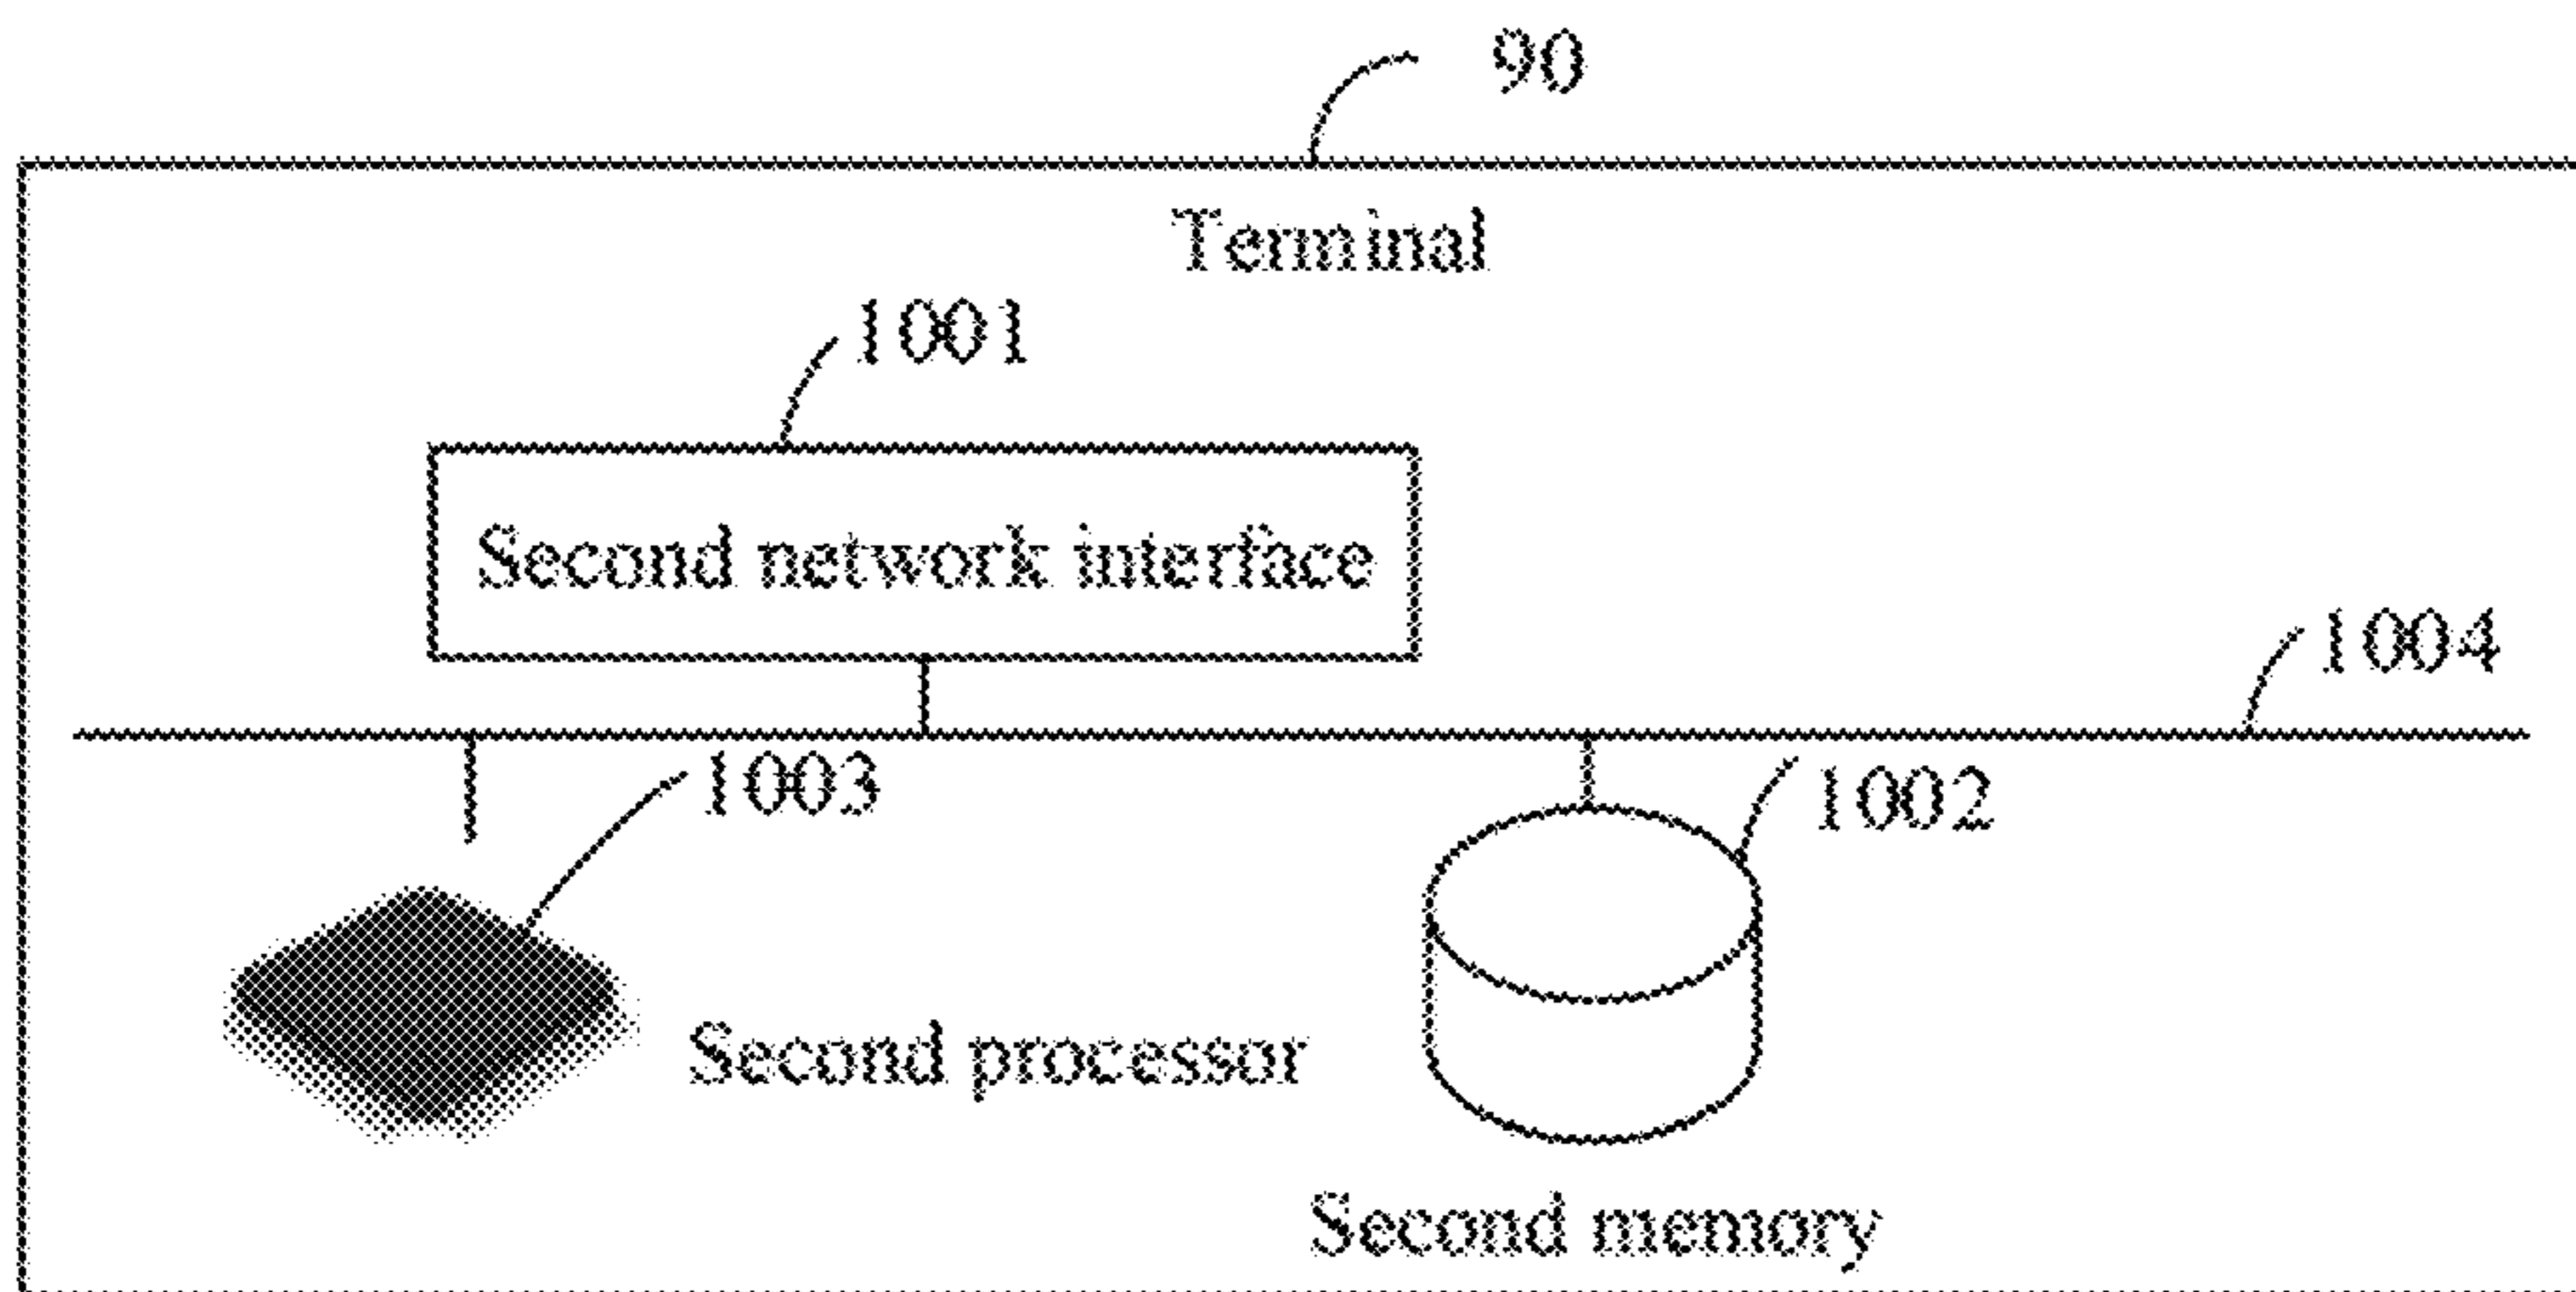 90
Terminal
1001
Second network interface
1004
1003
1002
Second processor
Second memory